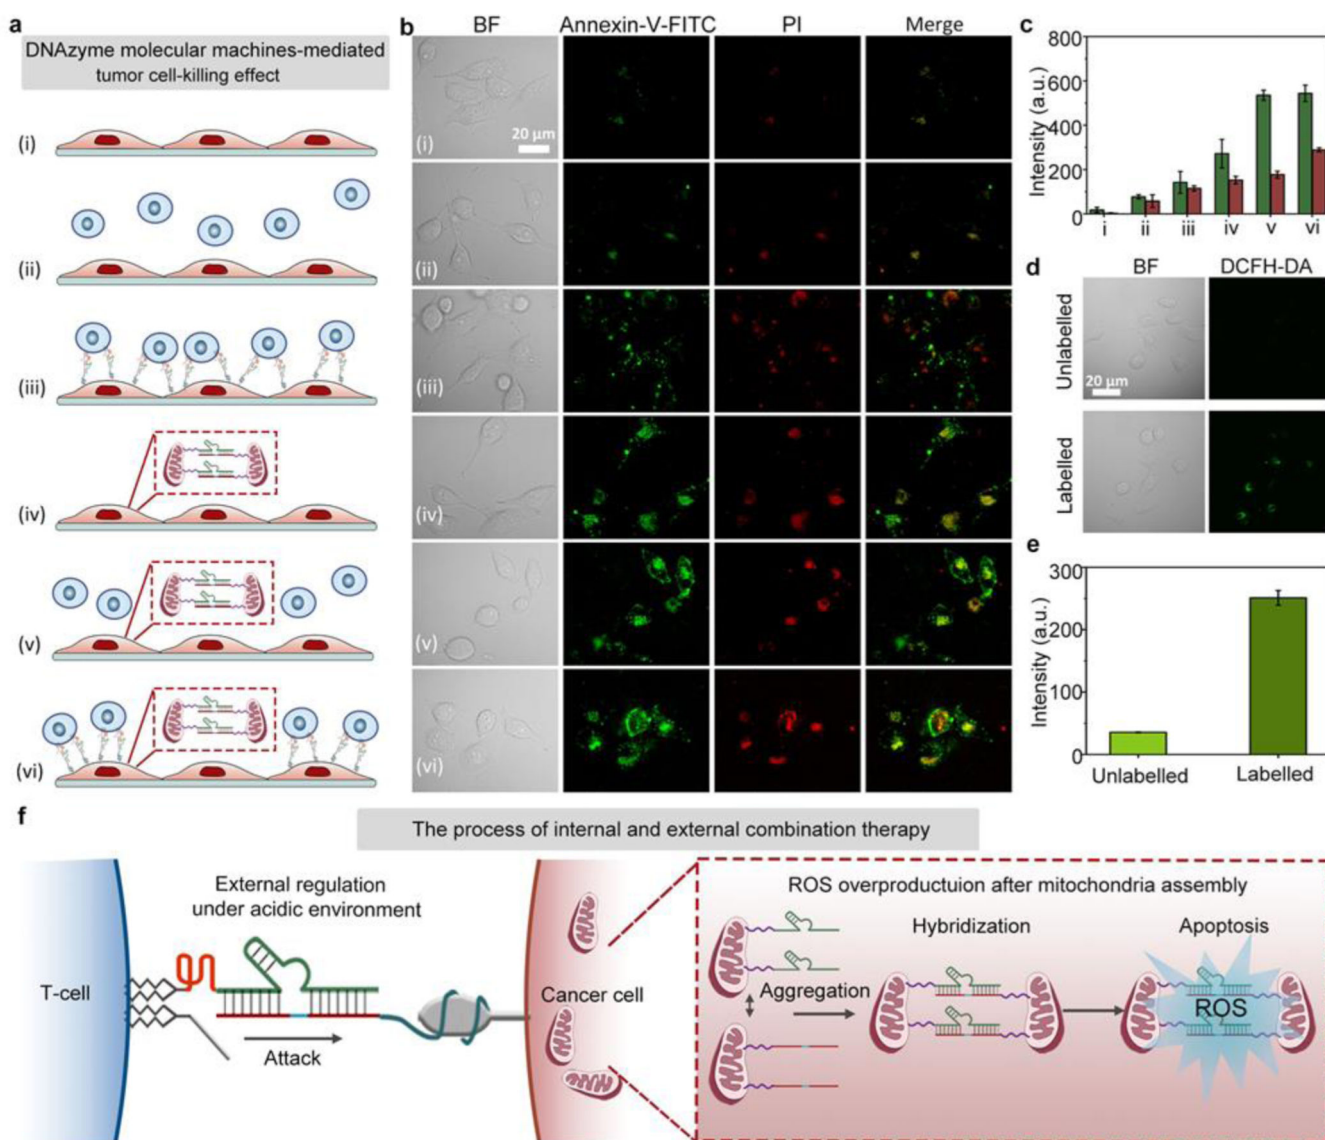 a
DNAzyme molecular machines-mediated
tumor cell-killing effect
(i)
(ii)
(iii)
(iv)
(v)
(vi)
b
BF Annexin-V-FITC PI Merge
20 μm
(i)
(ii)
(iii)
(iv)
(v)
(vi)
c
Intensity (a.u.)
800
600
400
200
0
i ii iii iv v vi
d
BF DCFH-DA
Unlabelled
20 μm
Labelled
e
Intensity (a.u.)
300
200
100
0
Unlabelled Labelled
f
The process of internal and external combination therapy
T-cell
External regulation
under acidic environment
Attack
Cancer cell
ROS overproductuion after mitochondria assembly
Aggregation
Hybridization
Apoptosis
ROS